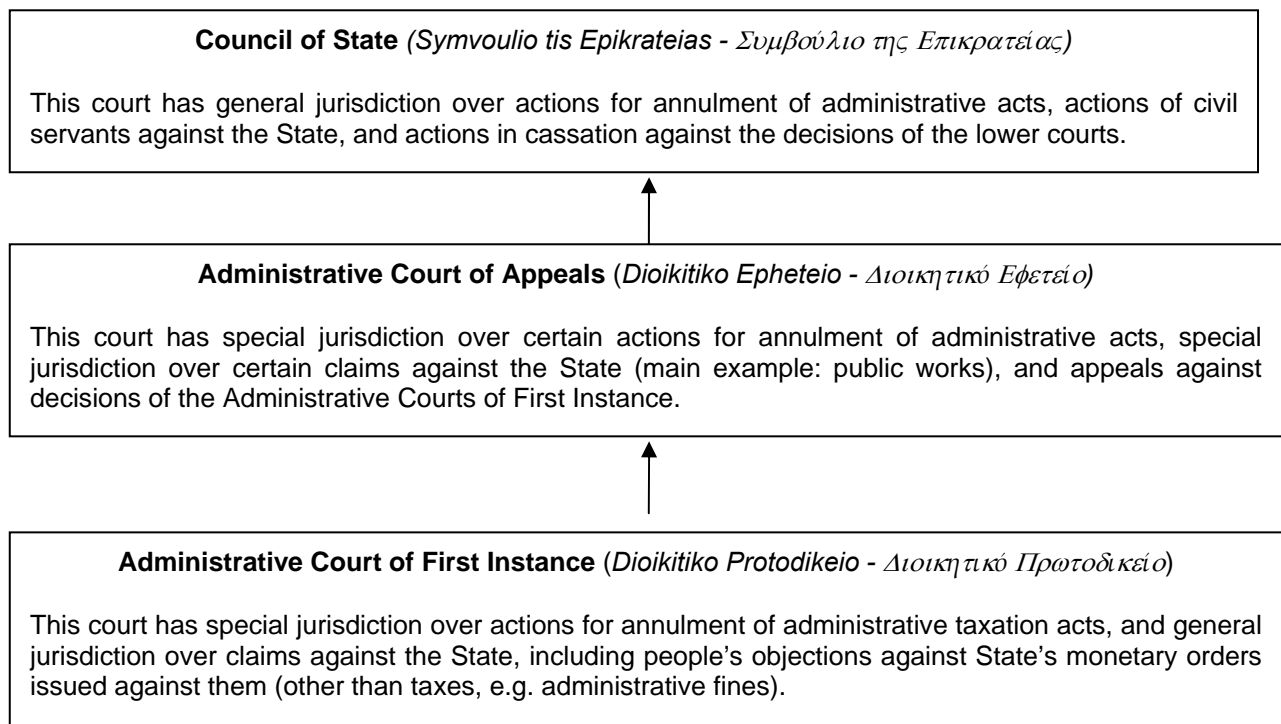 Council of State (Symvoulio tis Epikrateias - Συμβούλιο της Επικρατείας)
This court has general jurisdiction over actions for annulment of administrative acts, actions of civil
servants against the State, and actions in cassation against the decisions of the lower courts.
Administrative Court of Appeals (Dioikitiko Epheteio - Διοικητικό Εφετείο)
This court has special jurisdiction over certain actions for annulment of administrative acts, special
jurisdiction over certain claims against the State (main example: public works), and appeals against
decisions of the Administrative Courts of First Instance.
Administrative Court of First Instance (Dioikitiko Protodikeio - Διοικητικό Πρωτοδικείο)
This court has special jurisdiction over actions for annulment of administrative taxation acts, and general
jurisdiction over claims against the State, including people's objections against State's monetary orders
issued against them (other than taxes, e.g. administrative fines).